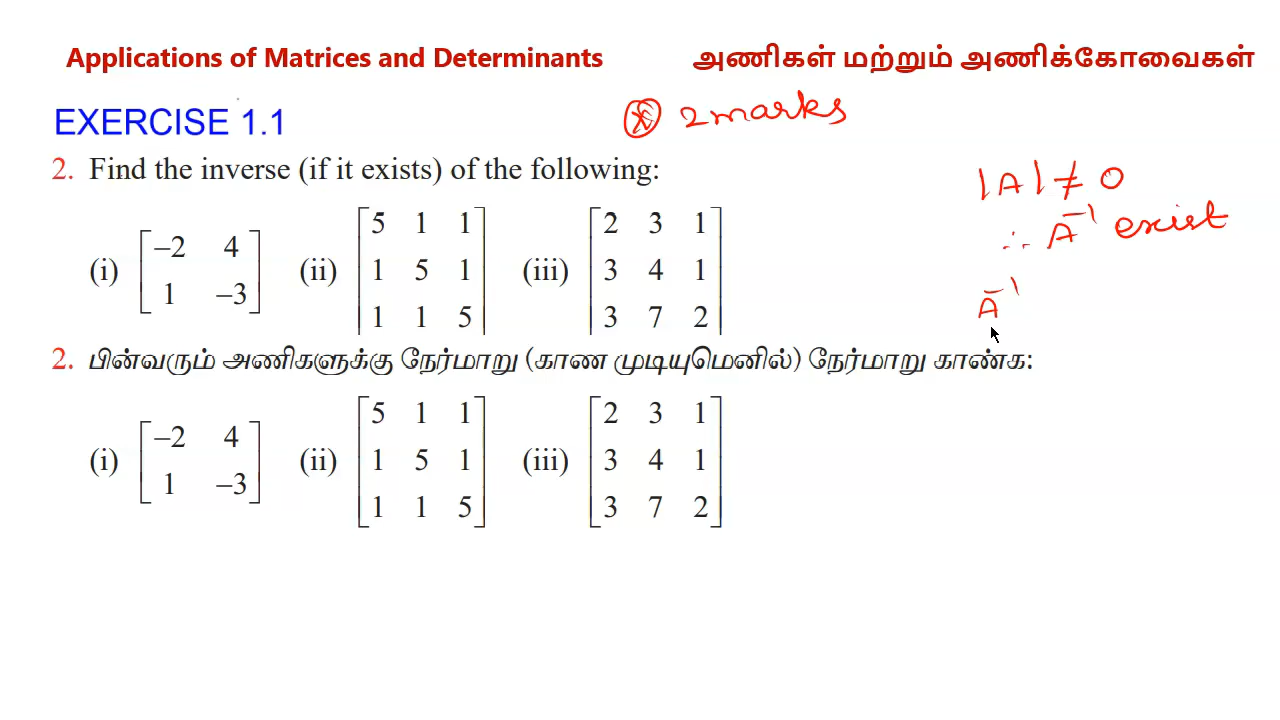 Applications of Matrices and Determinants அணிகள் மற்றும் அணிக்கோவைகள்
EXERCISE 1.1
2 marks
2. Find the inverse (if it exists) of the following:
|A| ≠ 0
∴ A⁻¹ exist
A⁻¹
(i) [−2 4; 1 −3] (ii) [5 1 1; 1 5 1; 1 1 5] (iii) [2 3 1; 3 4 1; 3 7 2]
2. பின்வரும் அணிகளுக்கு நேர்மாறு (காண முடியுமெனில்) நேர்மாறு காண்க:
(i) [−2 4; 1 −3] (ii) [5 1 1; 1 5 1; 1 1 5] (iii) [2 3 1; 3 4 1; 3 7 2]